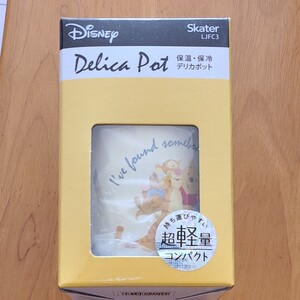 Disney
Skater
LJFC3
Delica Pot
保温・保冷
デリカポット
I've found somebody
持ち運びやすい
超軽量
コンパクト